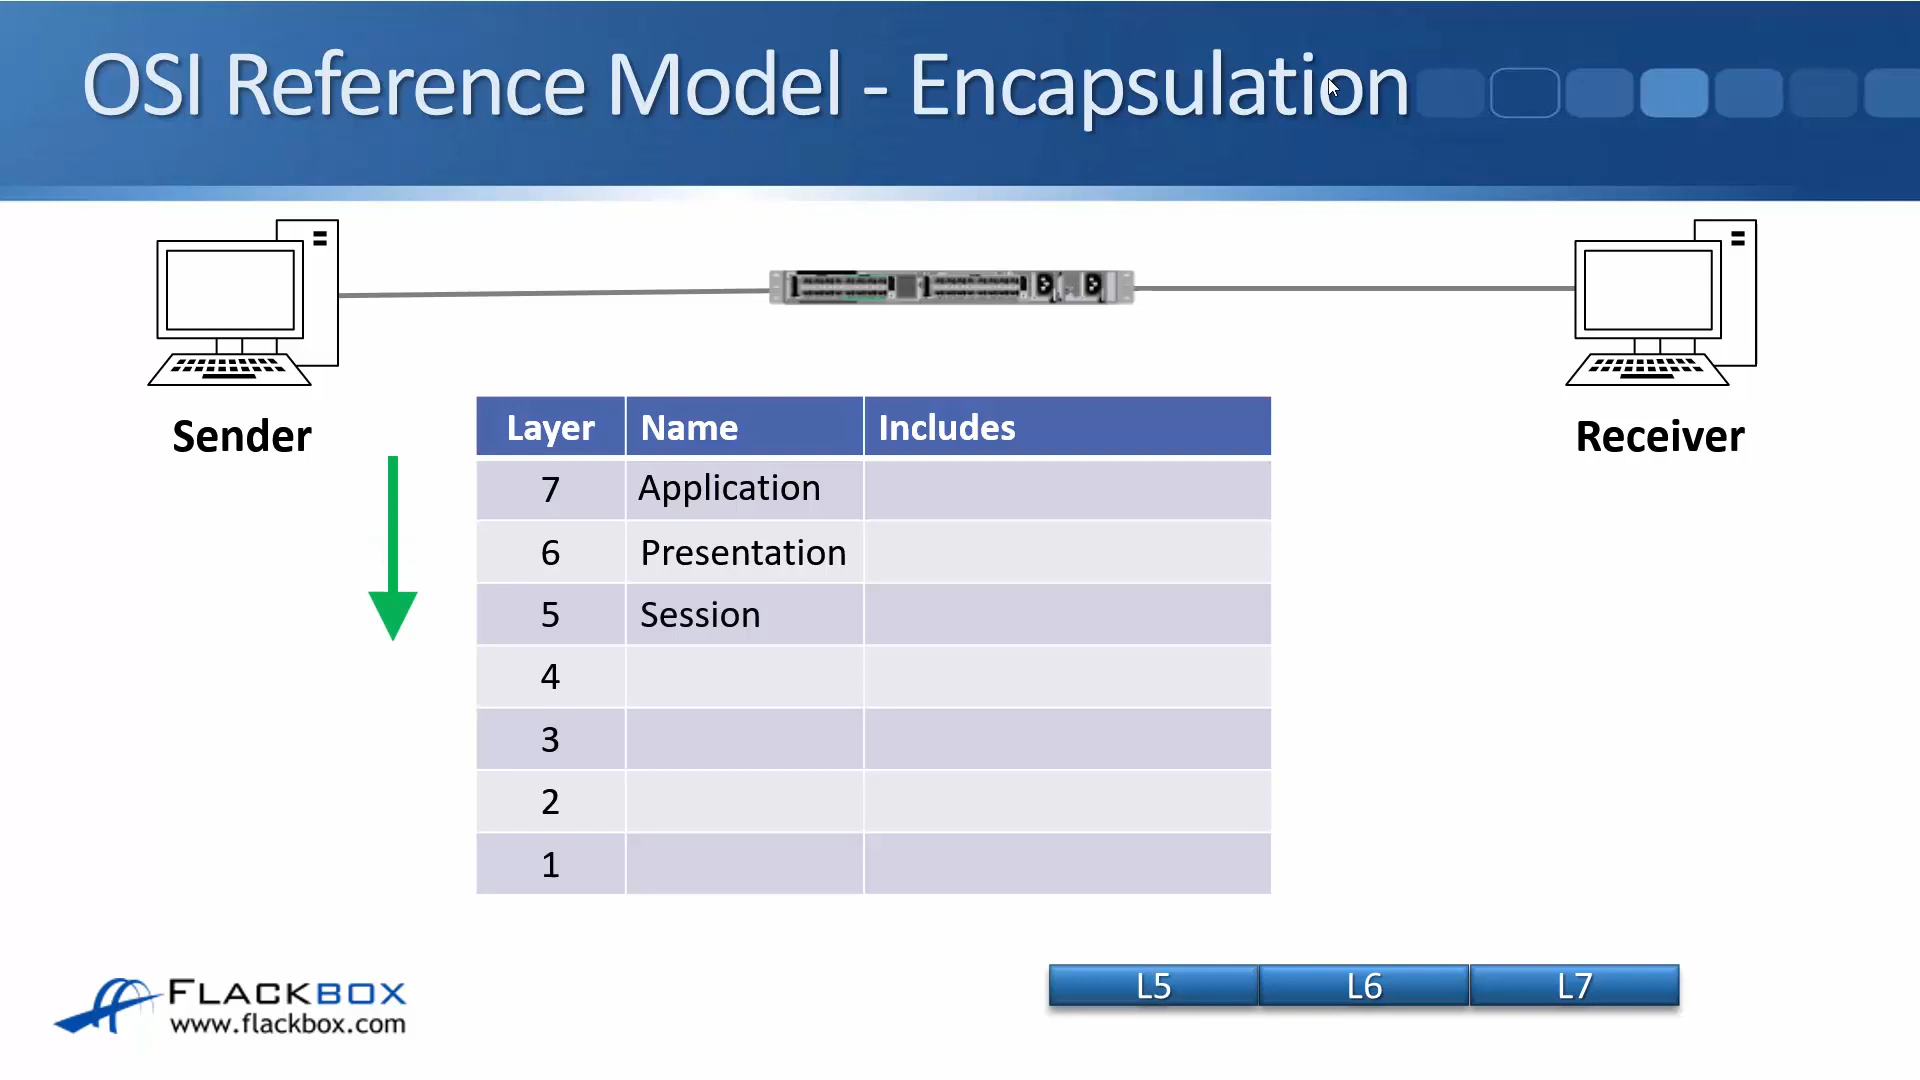 OSI Reference Model - Encapsulation
Sender
Receiver
Layer Name Includes
7 Application
6 Presentation
5 Session
4
3
2
1
L5 L6 L7
FLACKBOX
www.flackbox.com